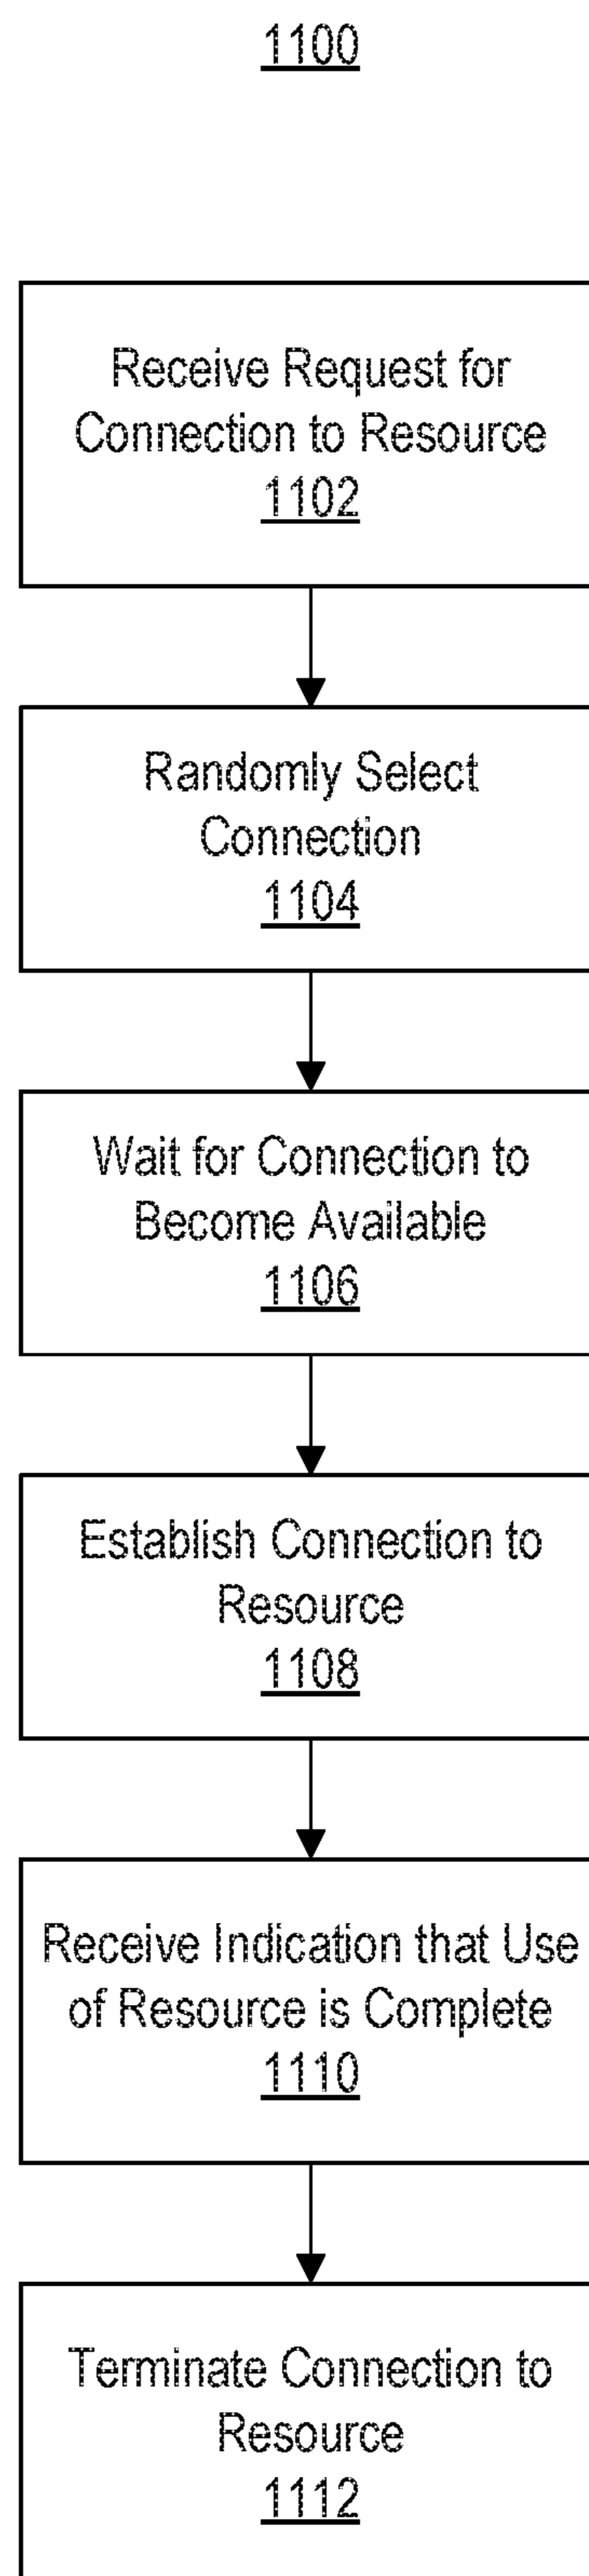 1100
Receive Request for
Connection to Resource
1102
Randomly Select
Connection
1104
Wait for Connection to
Become Available
1106
Establish Connection to
Resource
1108
Receive Indication that Use
of Resource is Complete
1110
Terminate Connection to
Resource
1112